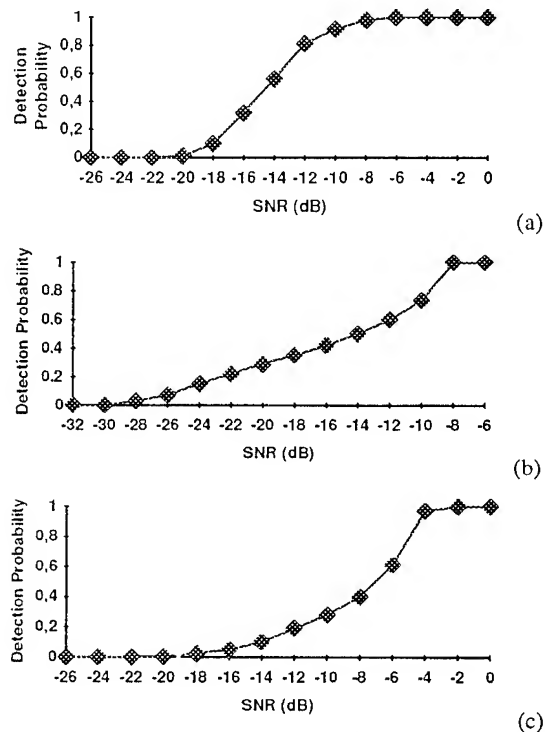 Detection
Probability
1
0,8
0,6
0,4
0,2
0
-26 -24 -22 -20 -18 -16 -14 -12 -10 -8 -6 -4 -2 0
SNR (dB)
(a)
Detection Probability
1
0.8
0.6
0.4
0.2
0
-32 -30 -28 -26 -24 -22 -20 -18 -16 -14 -12 -10 -8 -6
SNR (dB)
(b)
Detection Probability
1
0,8
0,6
0,4
0,2
0
-26 -24 -22 -20 -18 -16 -14 -12 -10 -8 -6 -4 -2 0
SNR (dB)
(c)